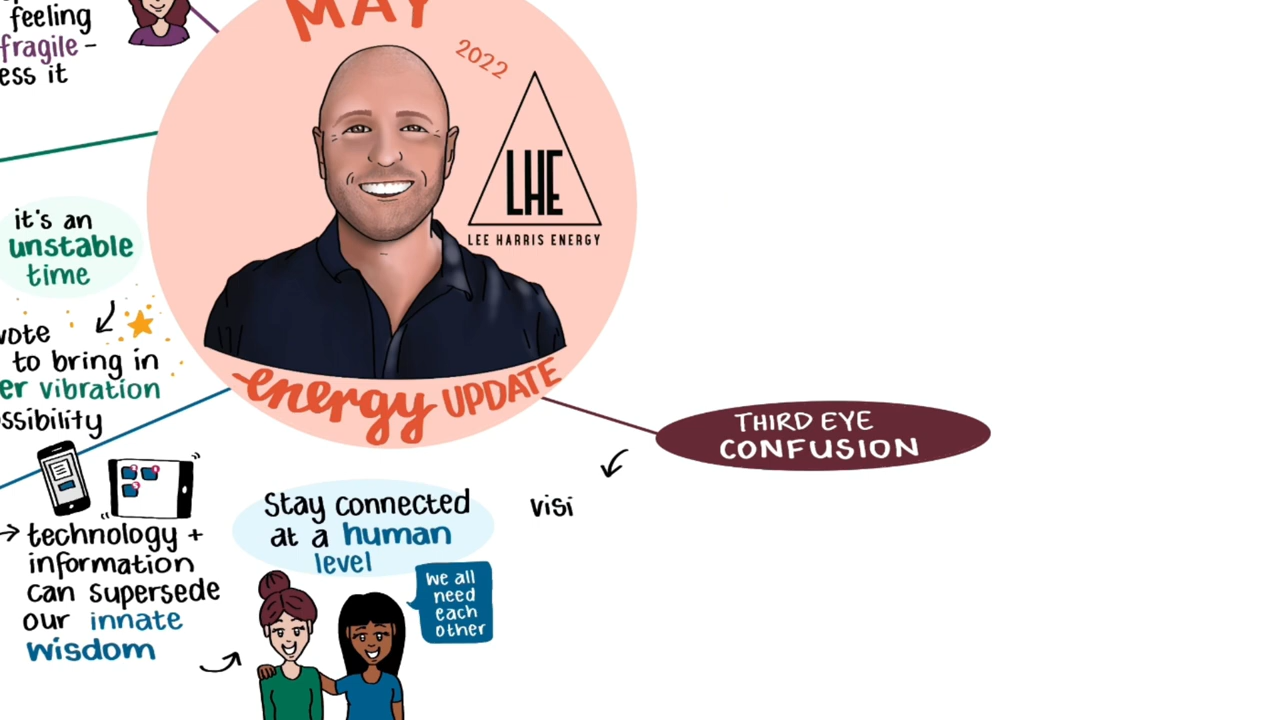 feeling
fragile -
ess it
MAY
2022
LHE
LEE HARRIS ENERGY
energy UPDATE
it's an
unstable
time
vote
to bring in
er vibration
ssibility
technology +
information
can supersede
our innate
wisdom
Stay connected
at a human
level
we all
need
each
other
THIRD EYE
CONFUSION
visi